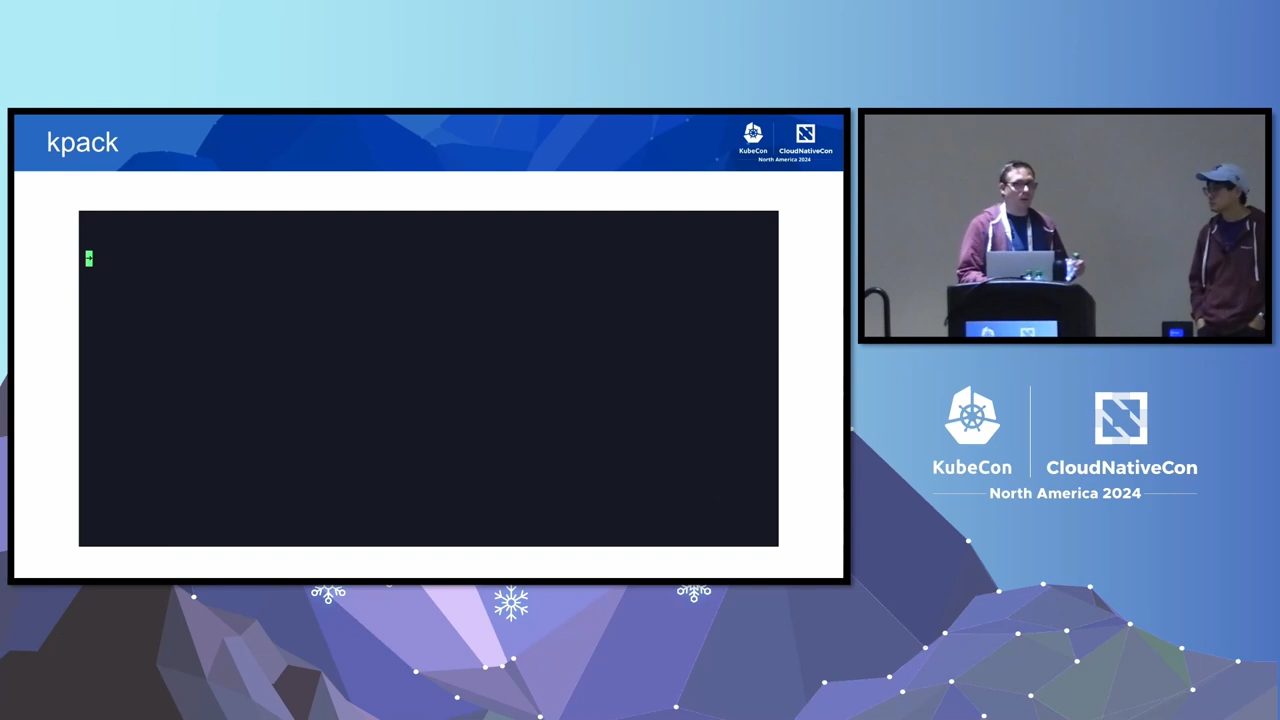 kpack
KubeCon
CloudNativeCon
North America 2024
→
KubeCon
CloudNativeCon
North America 2024